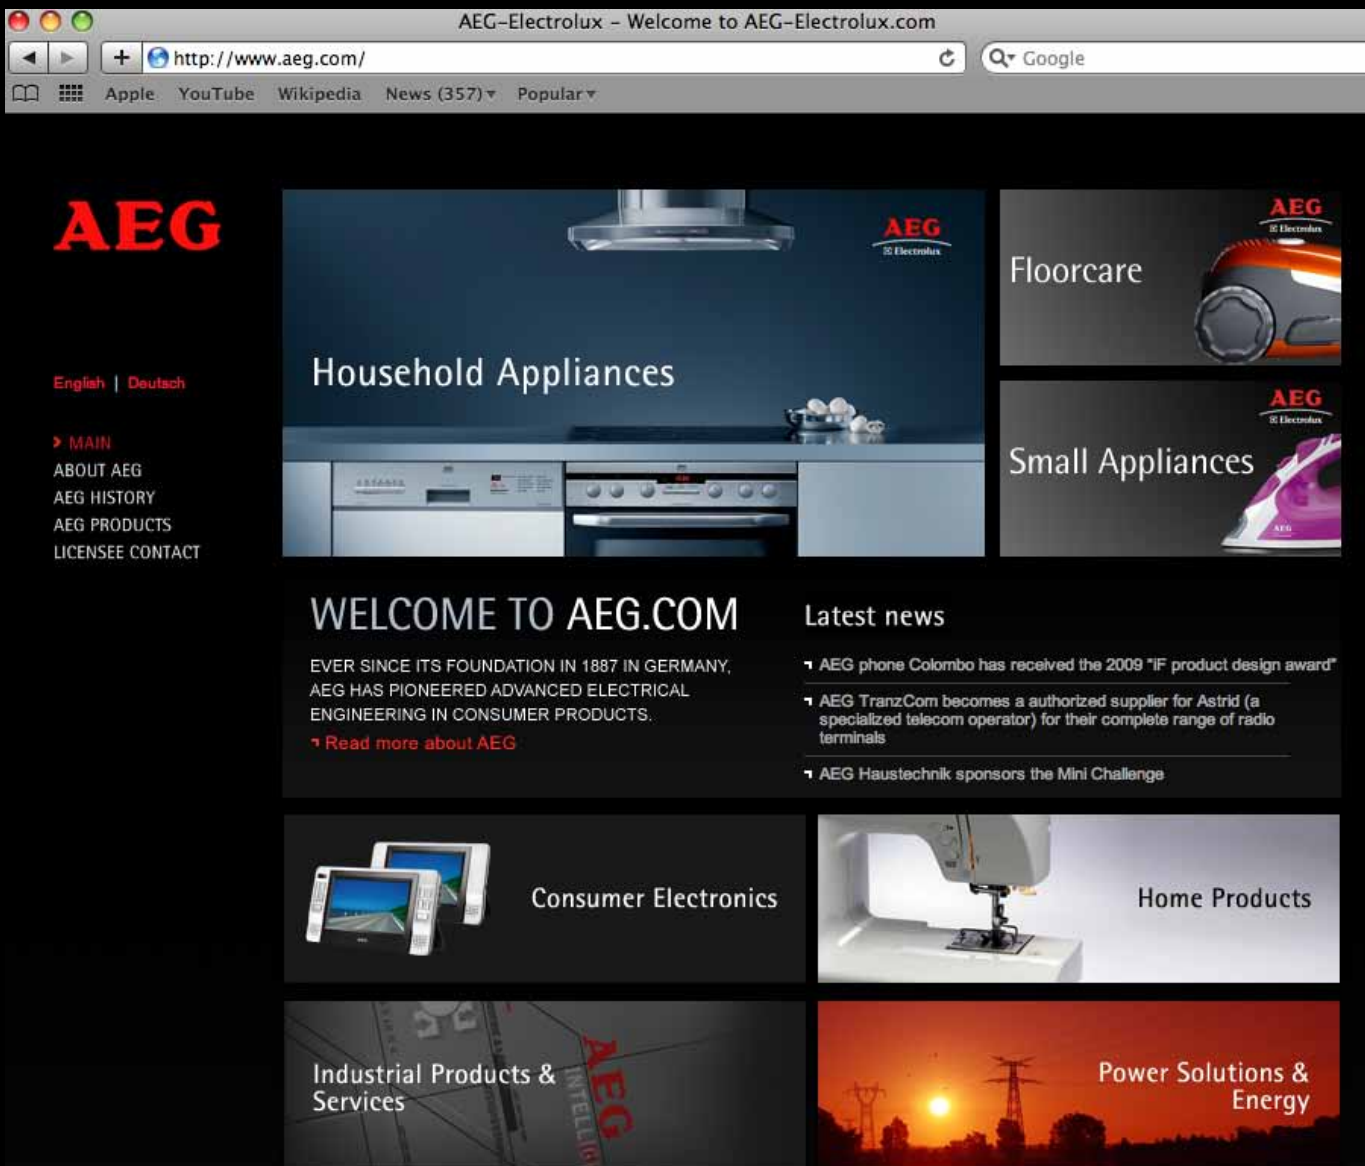 AEG-Electrolux – Welcome to AEG-Electrolux.com
http://www.aeg.com/
Google
Apple YouTube Wikipedia News (357) Popular
AEG
English | Deutsch
MAIN
ABOUT AEG
AEG HISTORY
AEG PRODUCTS
LICENSEE CONTACT
AEG
Electrolux
Household Appliances
AEG
Electrolux
Floorcare
AEG
Electrolux
Small Appliances
AEG
WELCOME TO AEG.COM
EVER SINCE ITS FOUNDATION IN 1887 IN GERMANY,
AEG HAS PIONEERED ADVANCED ELECTRICAL
ENGINEERING IN CONSUMER PRODUCTS.
Read more about AEG
Latest news
AEG phone Colombo has received the 2009 "iF product design award"
AEG TranzCom becomes a authorized supplier for Astrid (a
specialized telecom operator) for their complete range of radio
terminals
AEG Haustechnik sponsors the Mini Challenge
Consumer Electronics
Home Products
Industrial Products &
Services
AEG
Power Solutions &
Energy